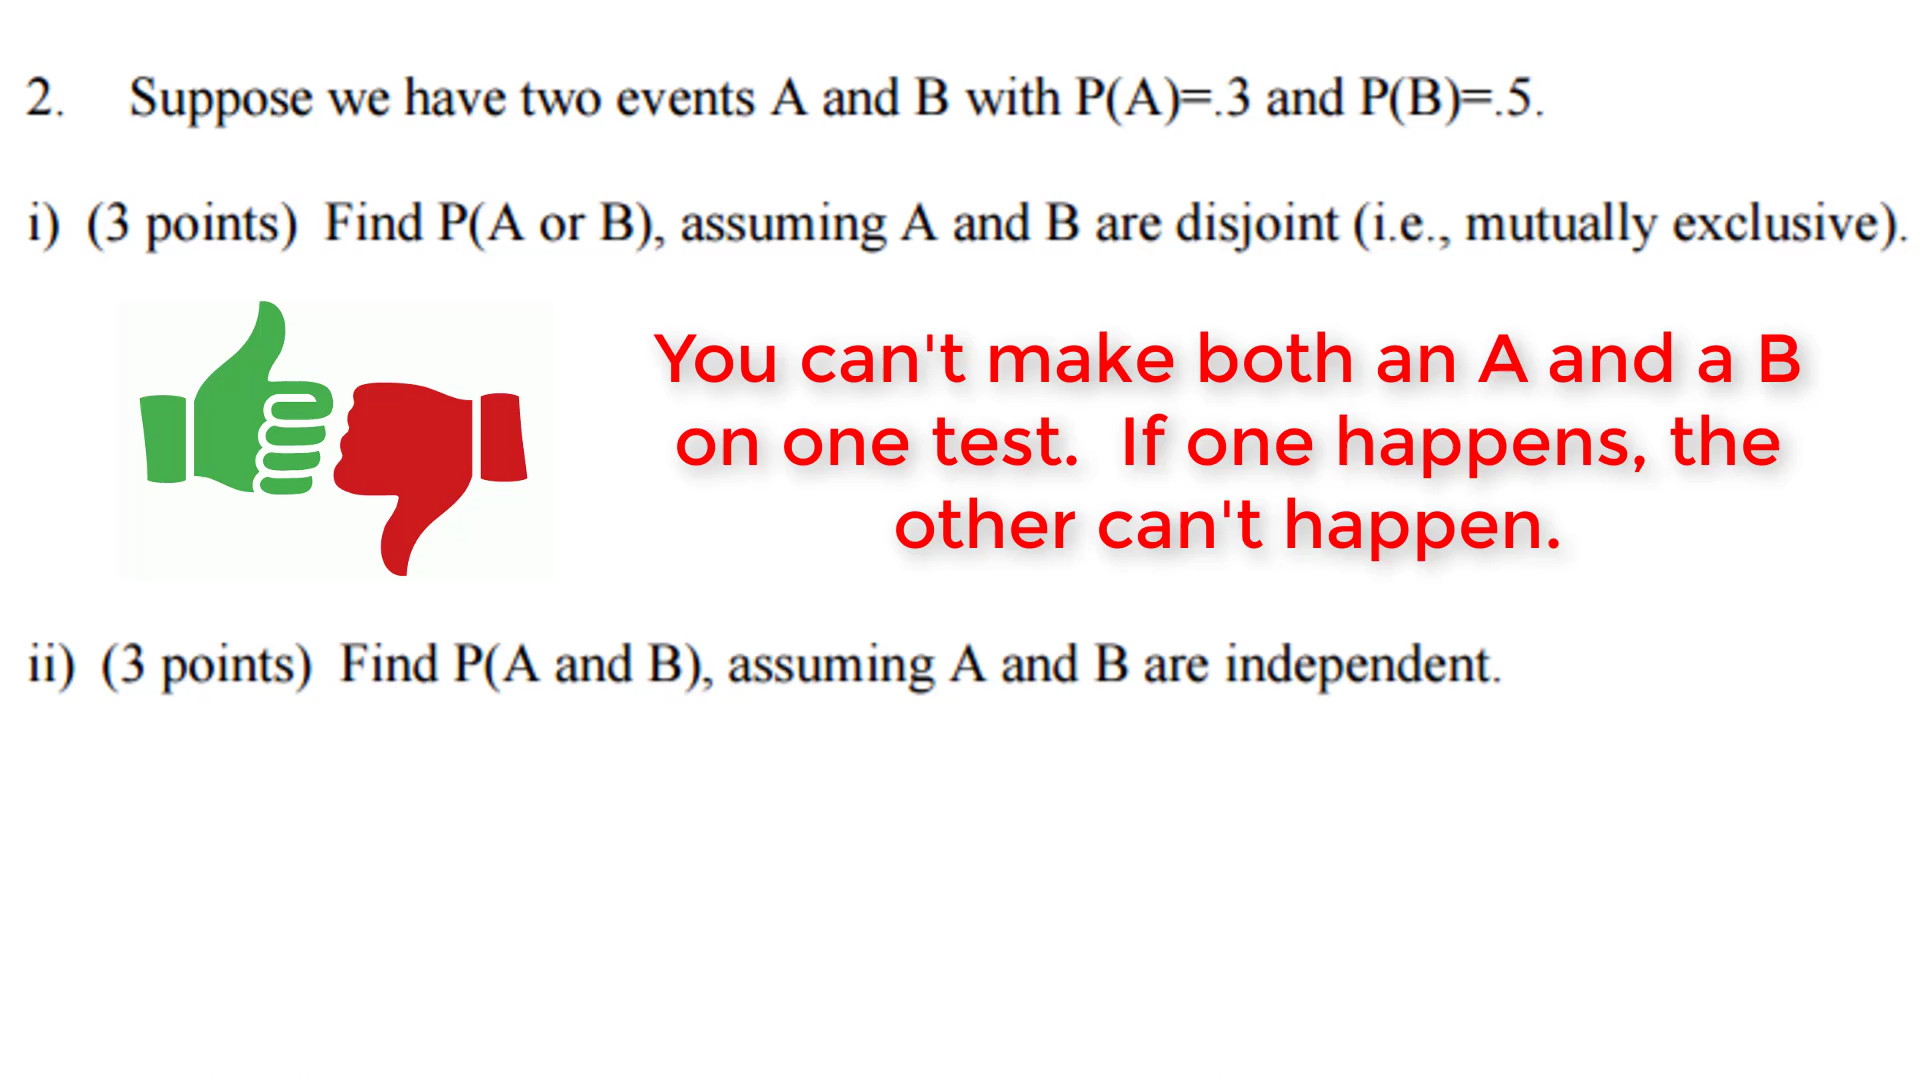 2. Suppose we have two events A and B with P(A)=.3 and P(B)=.5.
i) (3 points) Find P(A or B), assuming A and B are disjoint (i.e., mutually exclusive).
You can't make both an A and a B
on one test. If one happens, the
other can't happen.
ii) (3 points) Find P(A and B), assuming A and B are independent.